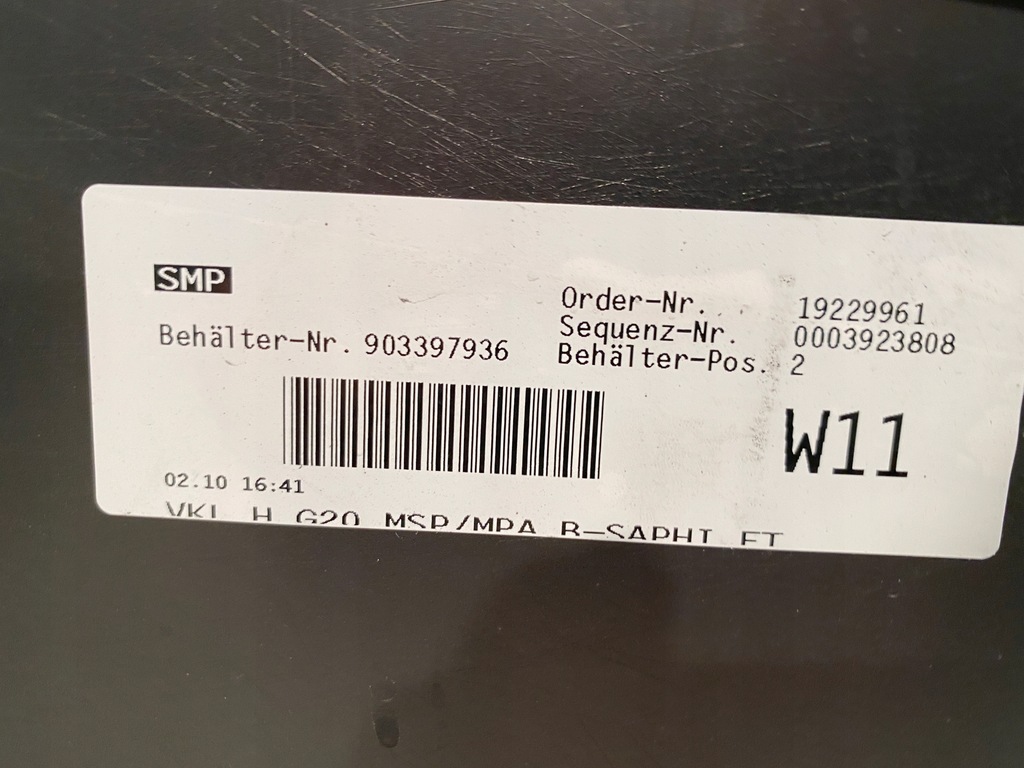 SMP
Order-Nr. 19229961
Sequenz-Nr. 0003923808
Behälter-Nr. 903397936
Behälter-Pos. 2
W11
02.10 16:41
VKL H G20 MSP/MPA B-SAPHI FT